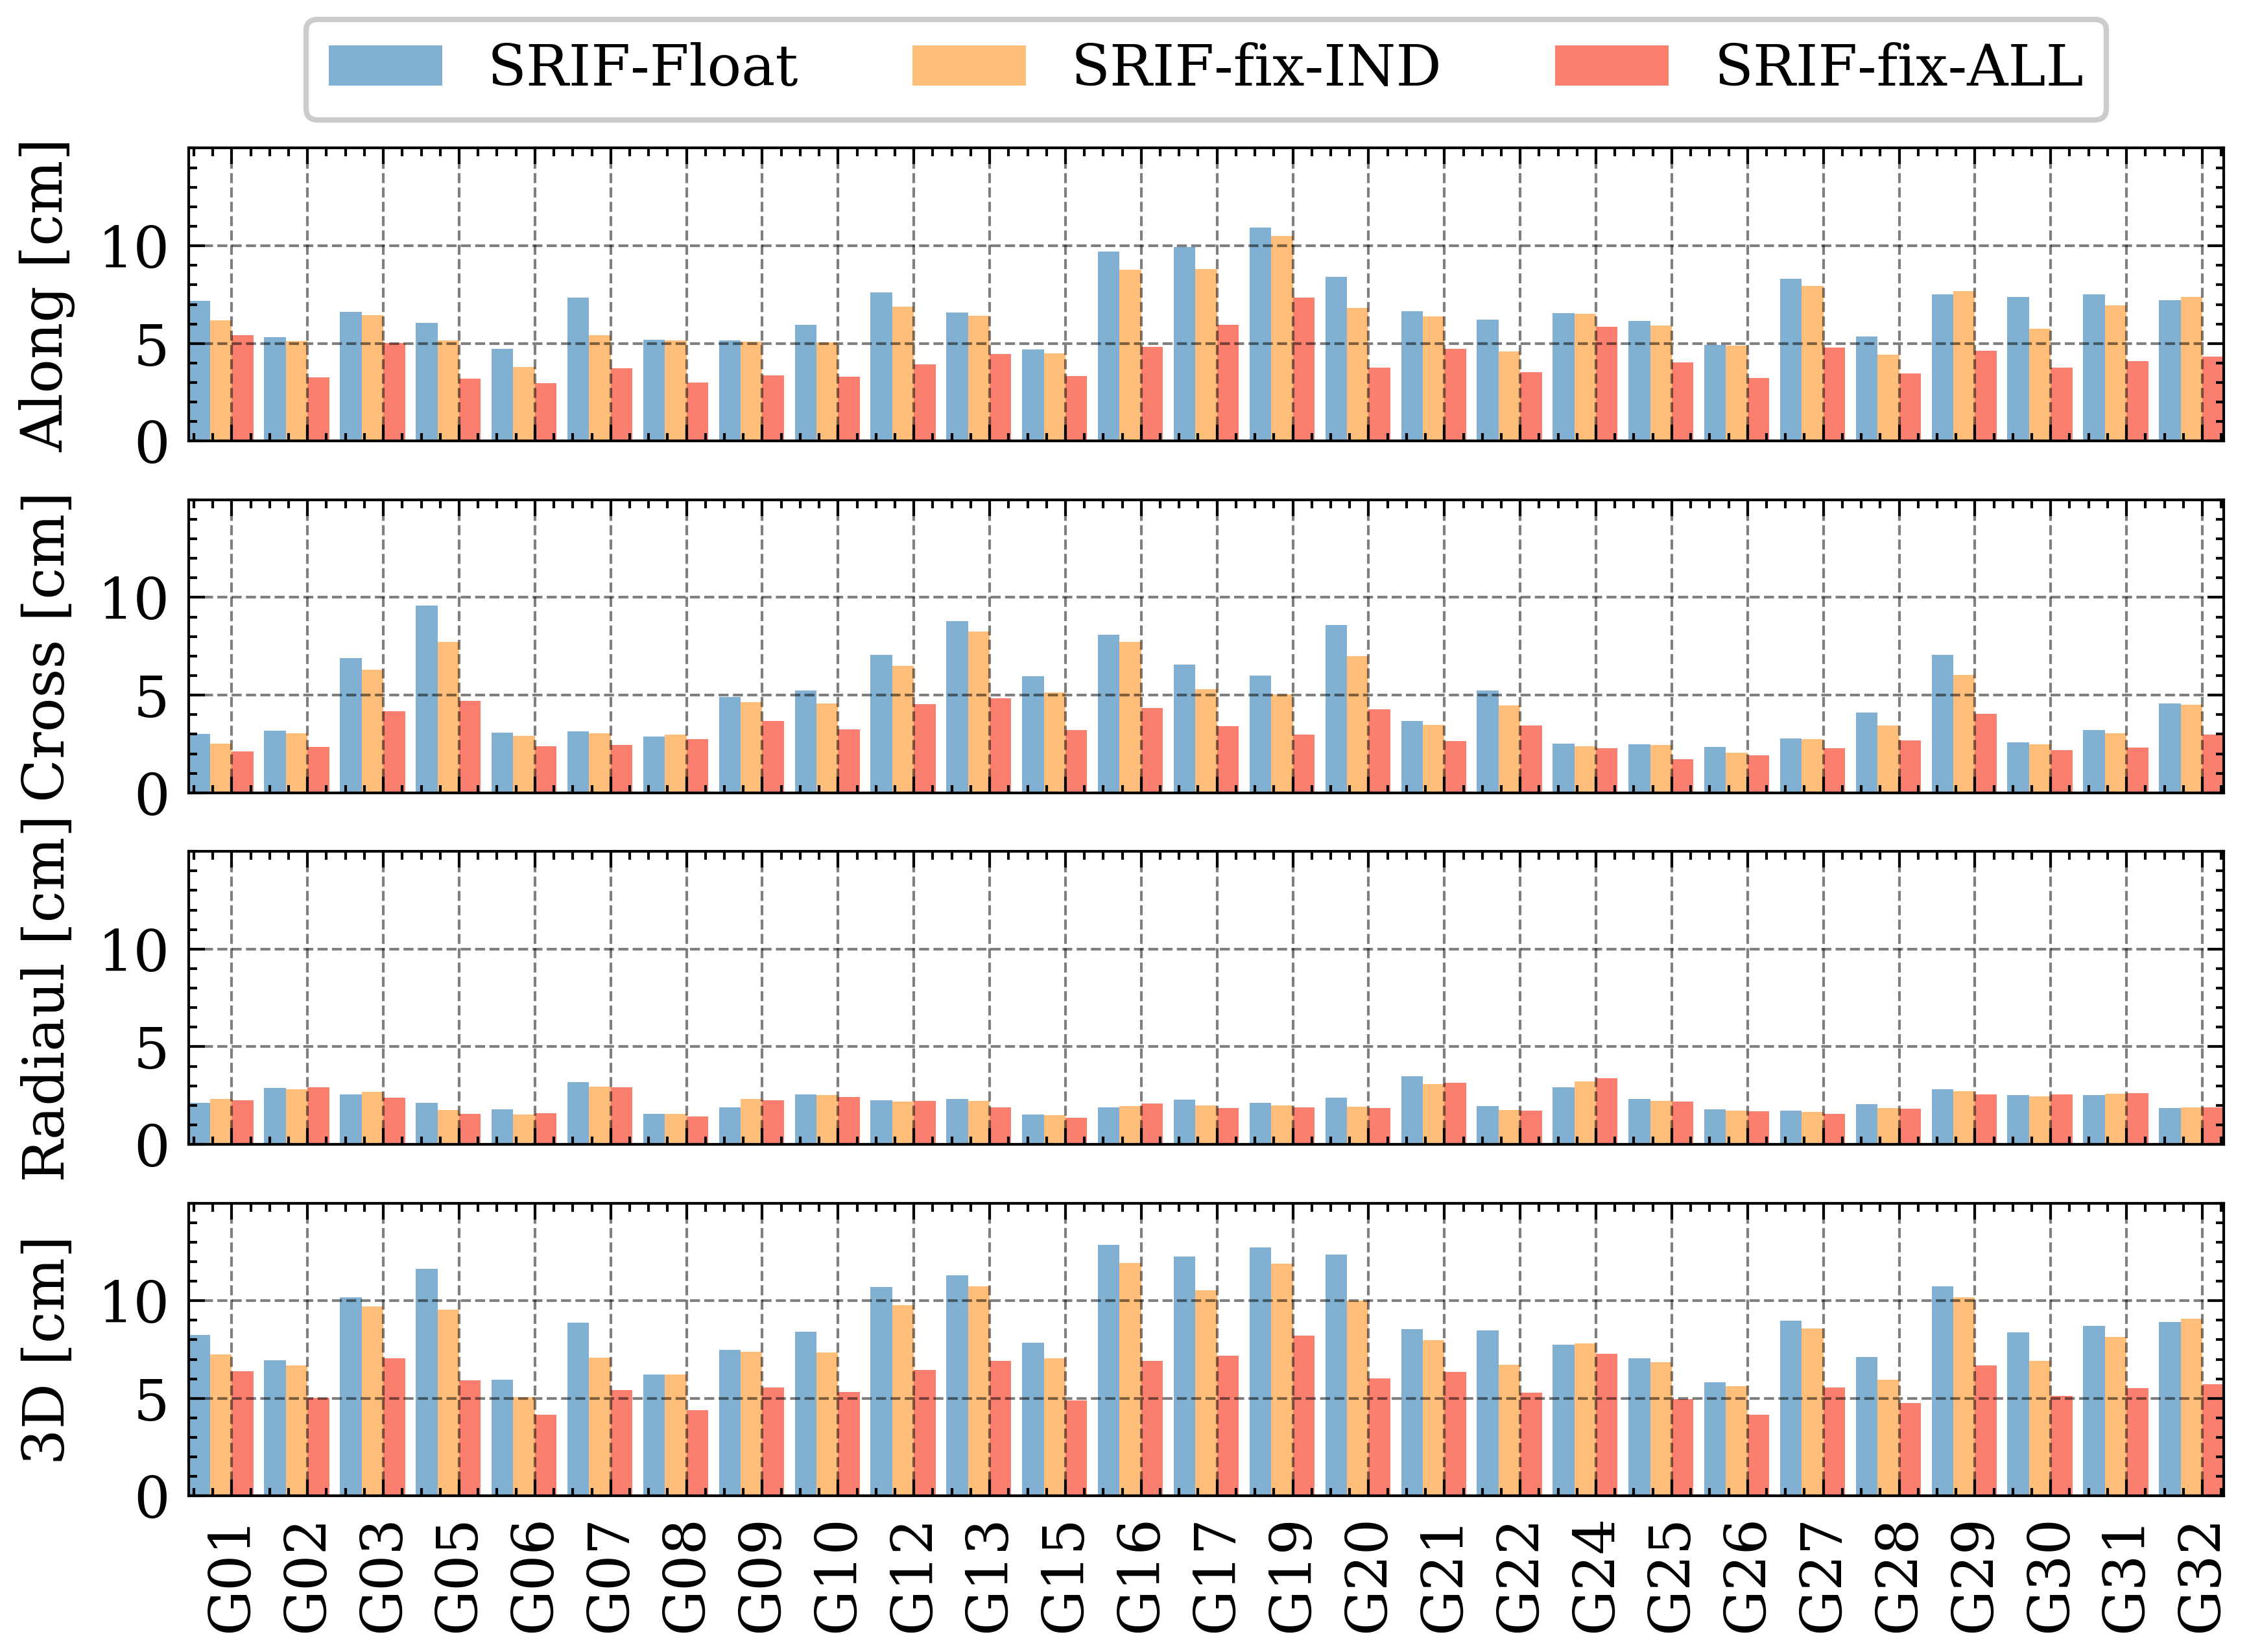 SRIF-Float SRIF-fix-IND SRIF-fix-ALL
Along [cm]
10
5
0
Cross [cm]
10
5
0
Radiaul [cm]
10
5
0
3D [cm]
10
5
0
G01 G02 G03 G05 G06 G07 G08 G09 G10 G12 G13 G15 G16 G17 G19 G20 G21 G22 G24 G25 G26 G27 G28 G29 G30 G31 G32